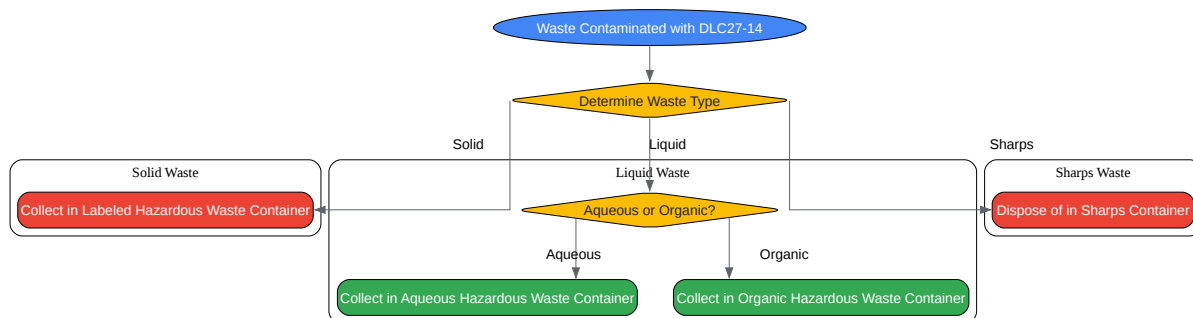 Waste Contaminated with DLC27-14
Determine Waste Type
Solid
Liquid
Sharps
Solid Waste
Liquid Waste
Sharps Waste
Collect in Labeled Hazardous Waste Container
Aqueous or Organic?
Dispose of in Sharps Container
Aqueous
Organic
Collect in Aqueous Hazardous Waste Container
Collect in Organic Hazardous Waste Container